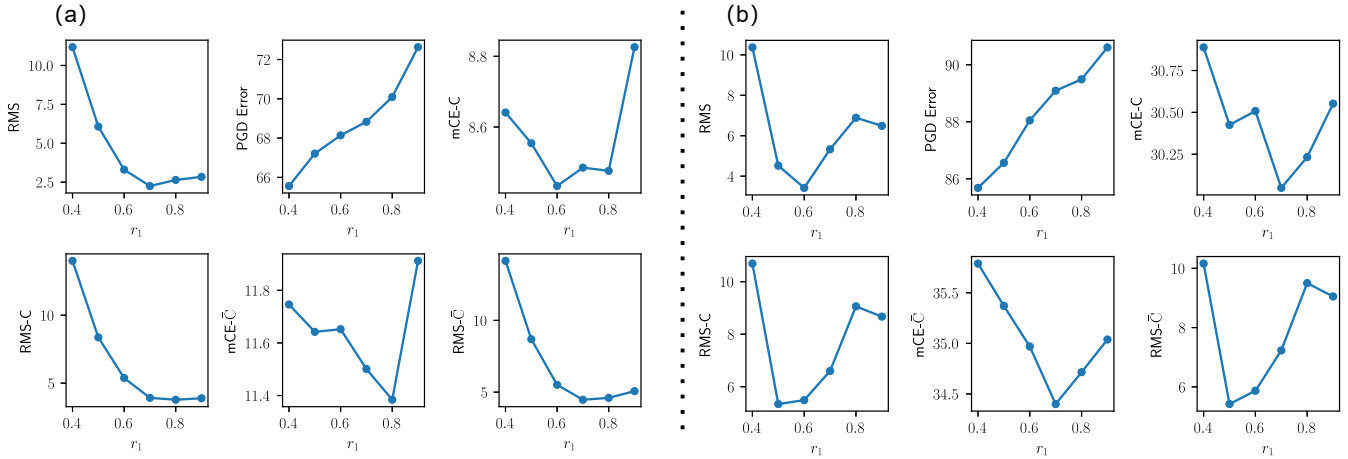 (a)
RMS
10.0
7.5
5.0
2.5
0.4 0.6 0.8
r₁
PGD Error
72
70
68
66
0.4 0.6 0.8
r₁
mCE-C
8.8
8.6
0.4 0.6 0.8
r₁
RMS-C
10
5
0.4 0.6 0.8
r₁
mCE-C̄
11.8
11.6
11.4
0.4 0.6 0.8
r₁
RMS-C̄
10
5
0.4 0.6 0.8
r₁
(b)
RMS
10
8
6
4
0.4 0.6 0.8
r₁
PGD Error
90
88
86
0.4 0.6 0.8
r₁
mCE-C
30.75
30.50
30.25
0.4 0.6 0.8
r₁
RMS-C
10
8
6
0.4 0.6 0.8
r₁
mCE-C̄
35.5
35.0
34.5
0.4 0.6 0.8
r₁
RMS-C̄
10
8
6
0.4 0.6 0.8
r₁